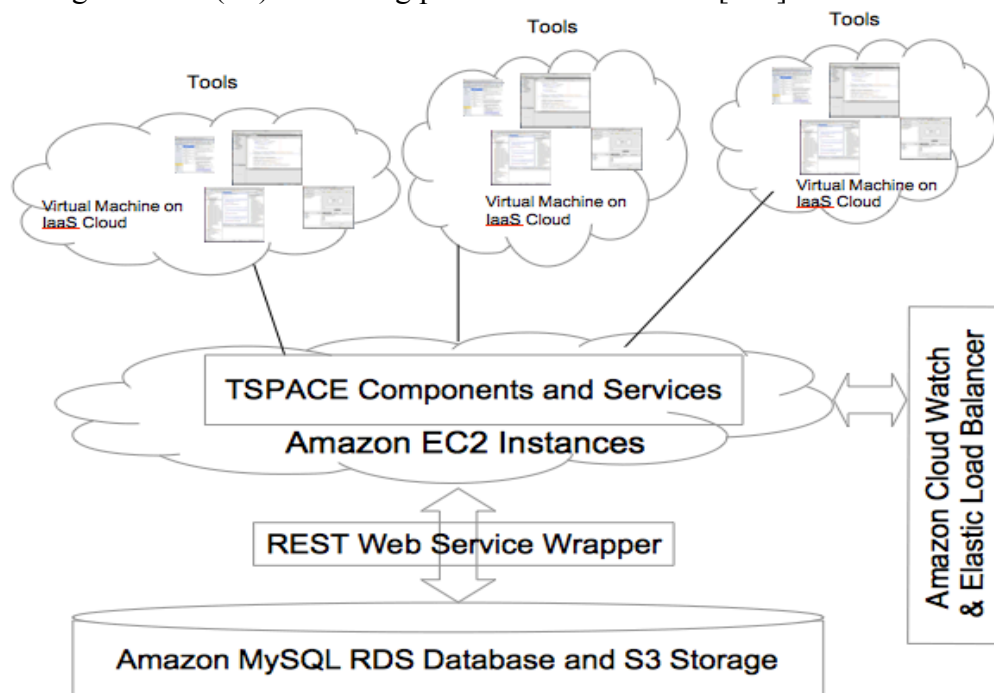 Tools
Tools
Tools
Virtual Machine on
IaaS Cloud
Virtual Machine on
IaaS Cloud
Virtual Machine on
IaaS Cloud
TSPACE Components and Services
Amazon EC2 Instances
Amazon Cloud Watch
& Elastic Load Balancer
REST Web Service Wrapper
Amazon MySQL RDS Database and S3 Storage